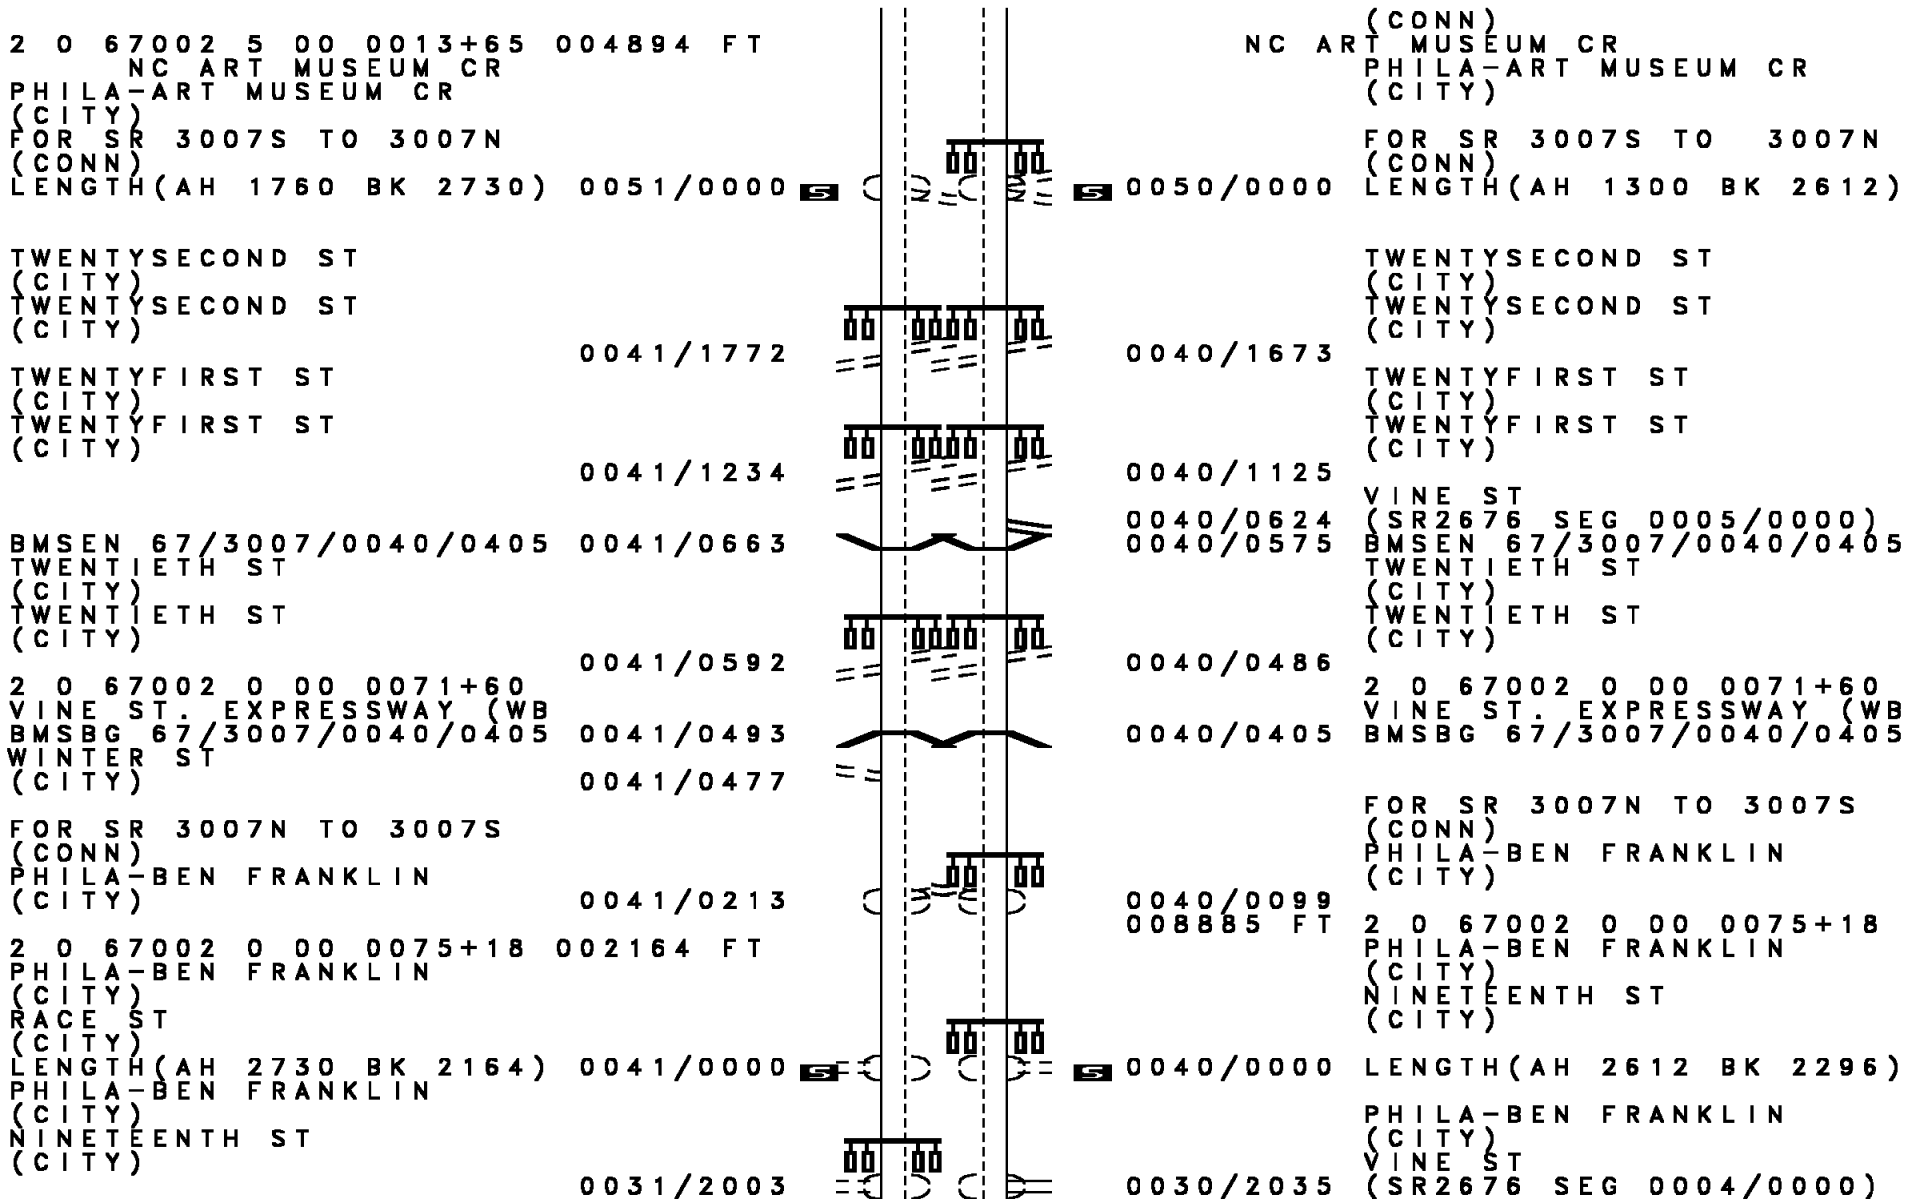 (CONN)
2 0 67002 5 00 0013+65 004894 FT
NC ART MUSEUM CR
NC ART MUSEUM CR
PHILA-ART MUSEUM CR
PHILA-ART MUSEUM CR
(CITY)
(CITY)
FOR SR 3007S TO 3007N
FOR SR 3007S TO 3007N
(CONN)
(CONN)
LENGTH(AH 1760 BK 2730) 0051/0000 S
S 0050/0000 LENGTH(AH 1300 BK 2612)
TWENTYSECOND ST
TWENTYSECOND ST
(CITY)
(CITY)
TWENTYSECOND ST
TWENTYSECOND ST
(CITY)
(CITY)
0041/1772
0040/1673
TWENTYFIRST ST
TWENTYFIRST ST
(CITY)
(CITY)
TWENTYFIRST ST
TWENTYFIRST ST
(CITY)
(CITY)
0041/1234
0040/1125
VINE ST
0040/0624 (SR2676 SEG 0005/0000)
BMSEN 67/3007/0040/0405 0041/0663
0040/0575 BMSEN 67/3007/0040/0405
TWENTIETH ST
TWENTIETH ST
(CITY)
(CITY)
TWENTIETH ST
TWENTIETH ST
(CITY)
(CITY)
0041/0592
0040/0486
2 0 67002 0 00 0071+60
2 0 67002 0 00 0071+60
VINE ST. EXPRESSWAY (WB
VINE ST. EXPRESSWAY (WB
BMSBG 67/3007/0040/0405 0041/0493
0040/0405 BMSBG 67/3007/0040/0405
WINTER ST
(CITY) 0041/0477
FOR SR 3007N TO 3007S
FOR SR 3007N TO 3007S
(CONN)
(CONN)
PHILA-BEN FRANKLIN
PHILA-BEN FRANKLIN
(CITY)
(CITY) 0041/0213
0040/0099
008885 FT 2 0 67002 0 00 0075+18
2 0 67002 0 00 0075+18 002164 FT
PHILA-BEN FRANKLIN
PHILA-BEN FRANKLIN
(CITY)
(CITY)
NINETEENTH ST
RACE ST
(CITY)
(CITY)
LENGTH(AH 2730 BK 2164) 0041/0000 S
S 0040/0000 LENGTH(AH 2612 BK 2296)
PHILA-BEN FRANKLIN
(CITY)
PHILA-BEN FRANKLIN
NINETEENTH ST
(CITY)
(CITY)
VINE ST
0031/2003
0030/2035 (SR2676 SEG 0004/0000)